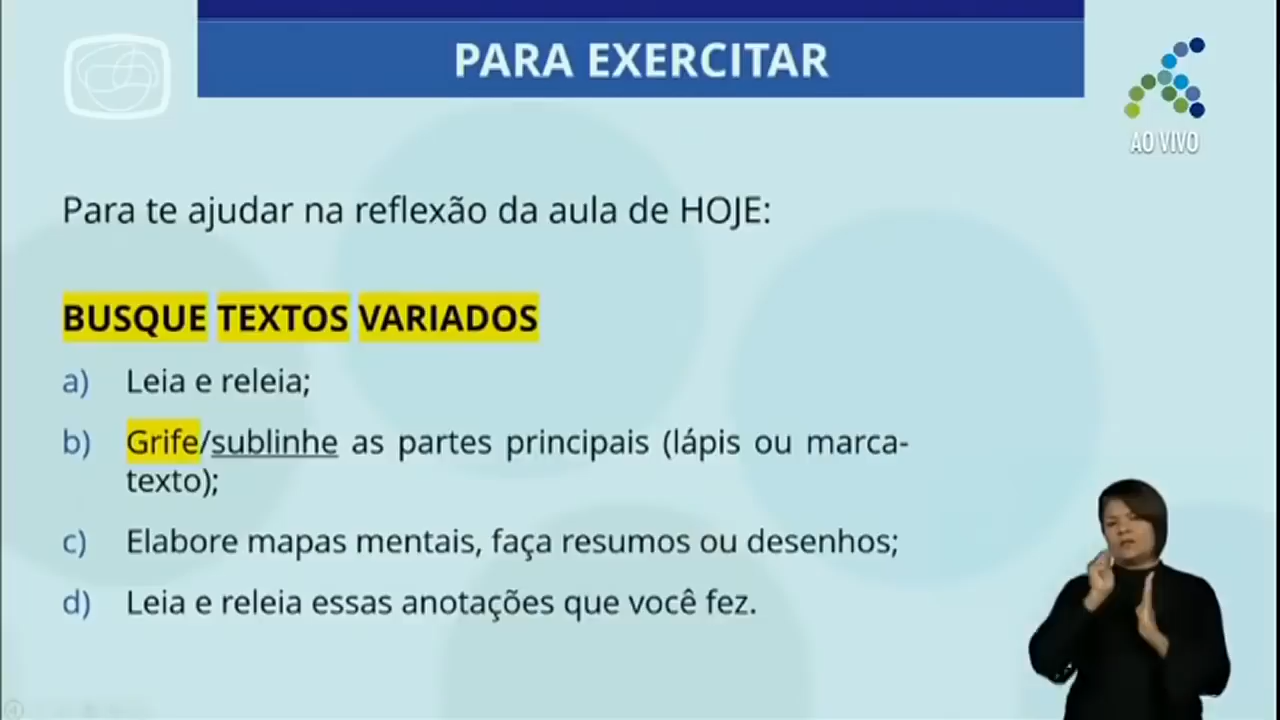 PARA EXERCITAR
AO VIVO
Para te ajudar na reflexão da aula de HOJE:
BUSQUE TEXTOS VARIADOS
a) Leia e releia;
b) Grife/sublinhe as partes principais (lápis ou marca-
texto);
c) Elabore mapas mentais, faça resumos ou desenhos;
d) Leia e releia essas anotações que você fez.